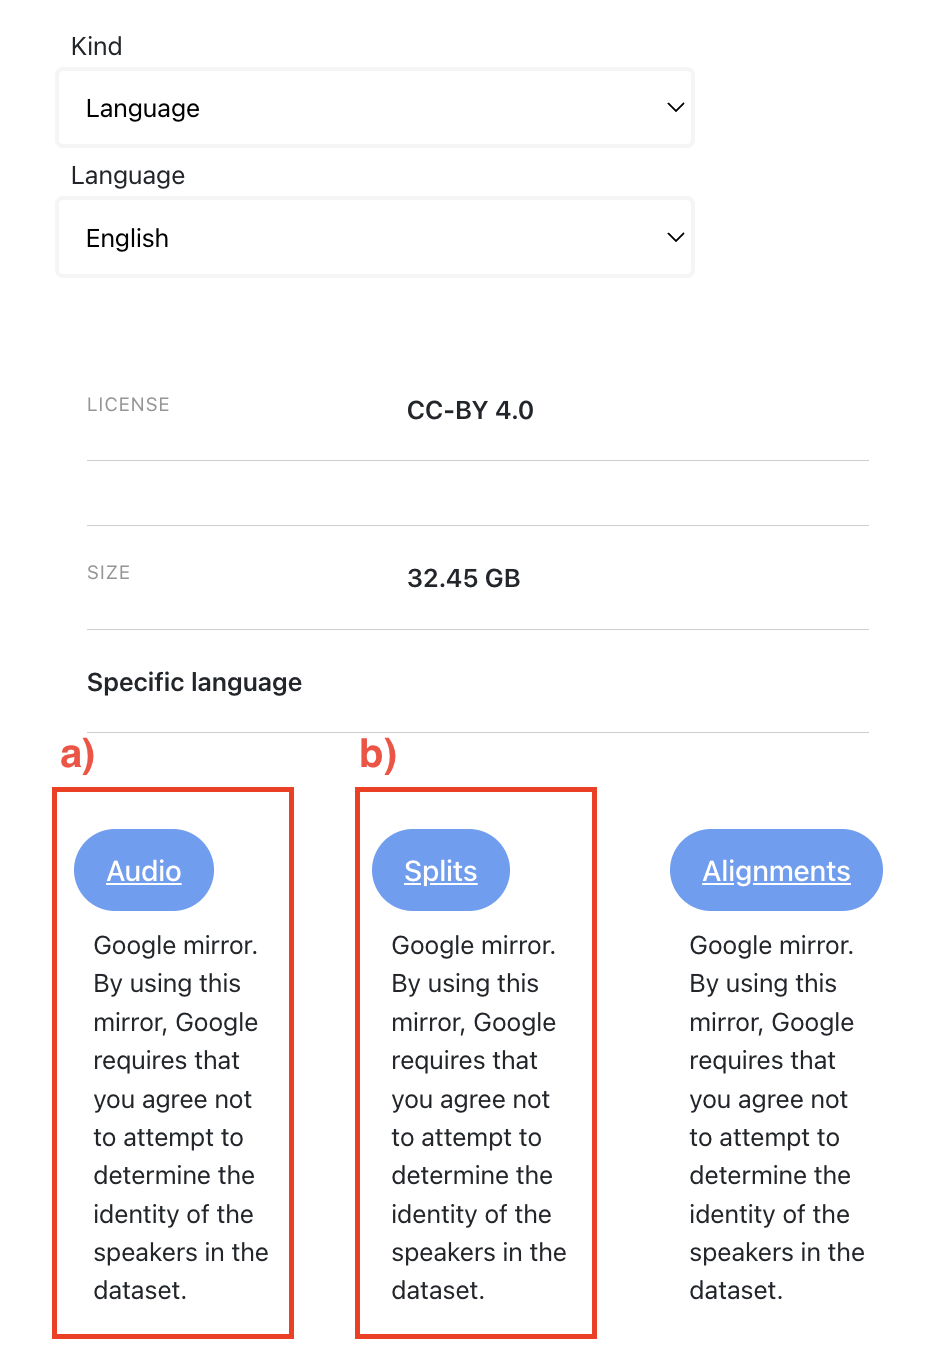 Kind
Language
Language
English
LICENSE
CC-BY 4.0
SIZE
32.45 GB
Specific language
a)
b)
Audio
Google mirror.
By using this
mirror, Google
requires that
you agree not
to attempt to
determine the
identity of the
speakers in the
dataset.
Splits
Google mirror.
By using this
mirror, Google
requires that
you agree not
to attempt to
determine the
identity of the
speakers in the
dataset.
Alignments
Google mirror.
By using this
mirror, Google
requires that
you agree not
to attempt to
determine the
identity of the
speakers in the
dataset.